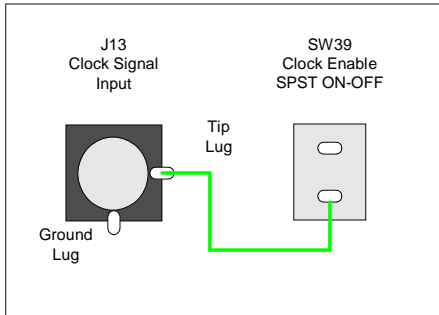 J13
Clock Signal
Input
SW39
Clock Enable
SPST ON-OFF
Tip
Lug
Ground
Lug